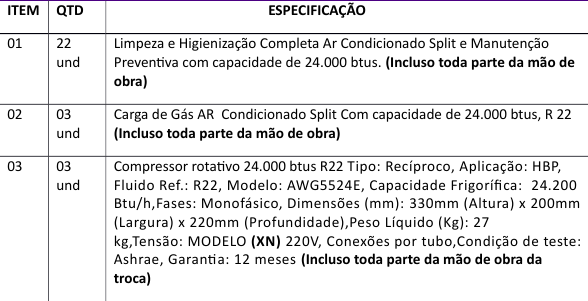 ITEM QTD ESPECIFICAÇÃO
01 22 Limpeza e Higienização Completa Ar Condicionado Split e Manutenção
und Preventiva com capacidade de 24.000 btus. (Incluso toda parte da mão de
obra)
02 03 Carga de Gás AR Condicionado Split Com capacidade de 24.000 btus, R 22
und (Incluso toda parte da mão de obra)
03 03 Compressor rotativo 24.000 btus R22 Tipo: Recíproco, Aplicação: HBP,
und Fluido Ref.: R22, Modelo: AWG5524E, Capacidade Frigorífica: 24.200
Btu/h,Fases: Monofásico, Dimensões (mm): 330mm (Altura) x 200mm
(Largura) x 220mm (Profundidade),Peso Líquido (Kg): 27
kg,Tensão: MODELO (XN) 220V, Conexões por tubo,Condição de teste:
Ashrae, Garantia: 12 meses (Incluso toda parte da mão de obra da
troca)